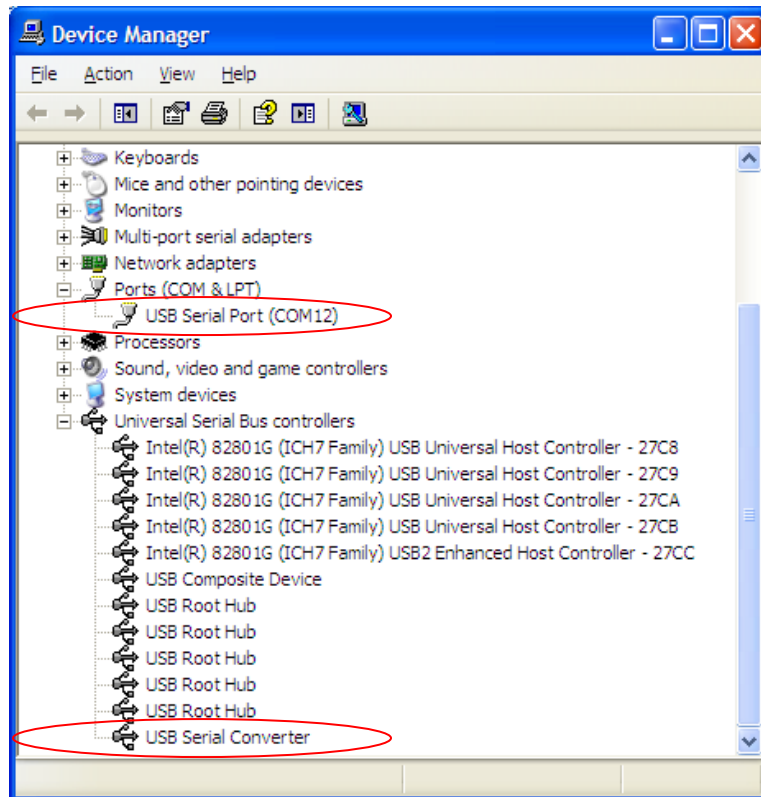 Device Manager
File Action View Help
Keyboards
Mice and other pointing devices
Monitors
Multi-port serial adapters
Network adapters
Ports (COM & LPT)
USB Serial Port (COM12)
Processors
Sound, video and game controllers
System devices
Universal Serial Bus controllers
Intel(R) 82801G (ICH7 Family) USB Universal Host Controller - 27C8
Intel(R) 82801G (ICH7 Family) USB Universal Host Controller - 27C9
Intel(R) 82801G (ICH7 Family) USB Universal Host Controller - 27CA
Intel(R) 82801G (ICH7 Family) USB Universal Host Controller - 27CB
Intel(R) 82801G (ICH7 Family) USB2 Enhanced Host Controller - 27CC
USB Composite Device
USB Root Hub
USB Root Hub
USB Root Hub
USB Root Hub
USB Root Hub
USB Serial Converter